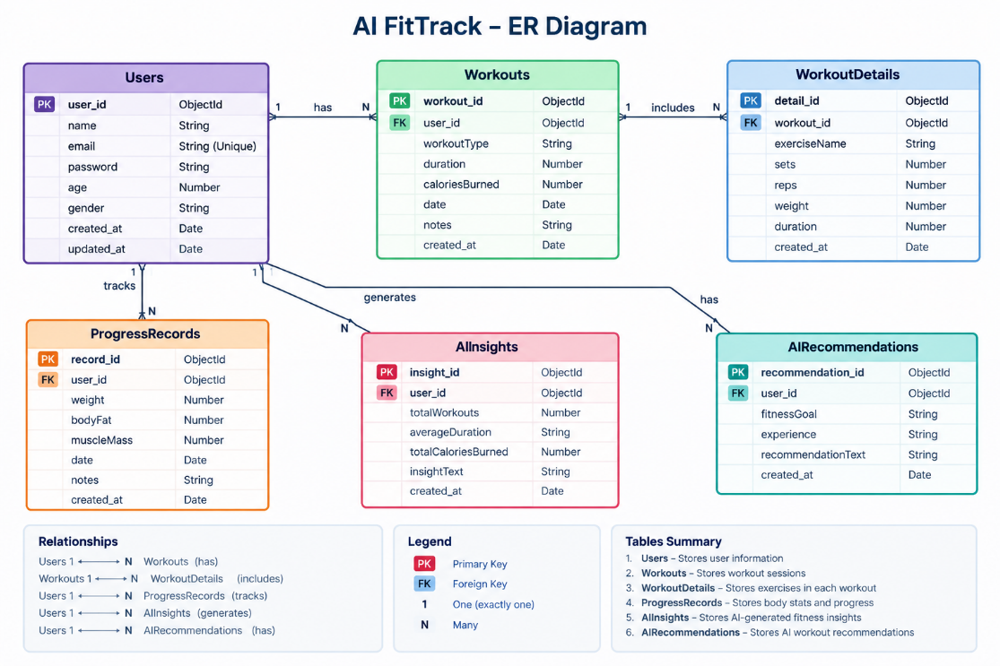 AI FitTrack – ER Diagram
Users
PK user_id ObjectId
name String
email String (Unique)
password String
age Number
gender String
created_at Date
updated_at Date
1 has N
Workouts
PK workout_id ObjectId
FK user_id ObjectId
workoutType String
duration Number
caloriesBurned Number
date Date
notes String
created_at Date
1 includes N
WorkoutDetails
PK detail_id ObjectId
FK workout_id ObjectId
exerciseName String
sets Number
reps Number
weight Number
duration Number
created_at Date
1
tracks
N
1 1
generates
N
has
N
ProgressRecords
PK record_id ObjectId
FK user_id ObjectId
weight Number
bodyFat Number
muscleMass Number
date Date
notes String
created_at Date
AIInsights
PK insight_id ObjectId
FK user_id ObjectId
totalWorkouts Number
averageDuration String
totalCaloriesBurned Number
insightText String
created_at Date
AIRecommendations
PK recommendation_id ObjectId
FK user_id ObjectId
fitnessGoal String
experience String
recommendationText String
created_at Date
Relationships
Users 1 ⟷ N Workouts (has)
Workouts 1 ⟷ N WorkoutDetails (includes)
Users 1 ⟷ N ProgressRecords (tracks)
Users 1 ⟷ N AIInsights (generates)
Users 1 ⟷ N AIRecommendations (has)
Legend
PK Primary Key
FK Foreign Key
1 One (exactly one)
N Many
Tables Summary
1. Users – Stores user information
2. Workouts – Stores workout sessions
3. WorkoutDetails – Stores exercises in each workout
4. ProgressRecords – Stores body stats and progress
5. AIInsights – Stores AI-generated fitness insights
6. AIRecommendations – Stores AI workout recommendations